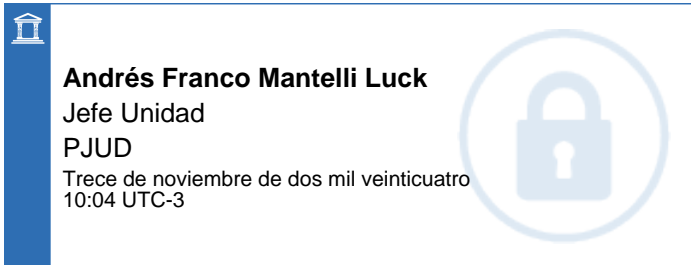 Andrés Franco Mantelli Luck
Jefe Unidad
PJUD
Trece de noviembre de dos mil veinticuatro
10:04 UTC-3